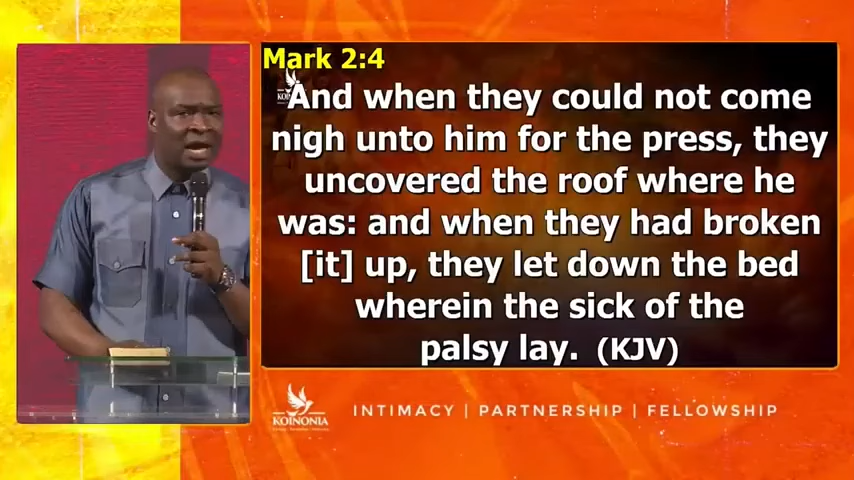 Mark 2:4
And when they could not come
nigh unto him for the press, they
uncovered the roof where he
was: and when they had broken
[it] up, they let down the bed
wherein the sick of the
palsy lay. (KJV)
KOINONIA
INTIMACY | PARTNERSHIP | FELLOWSHIP